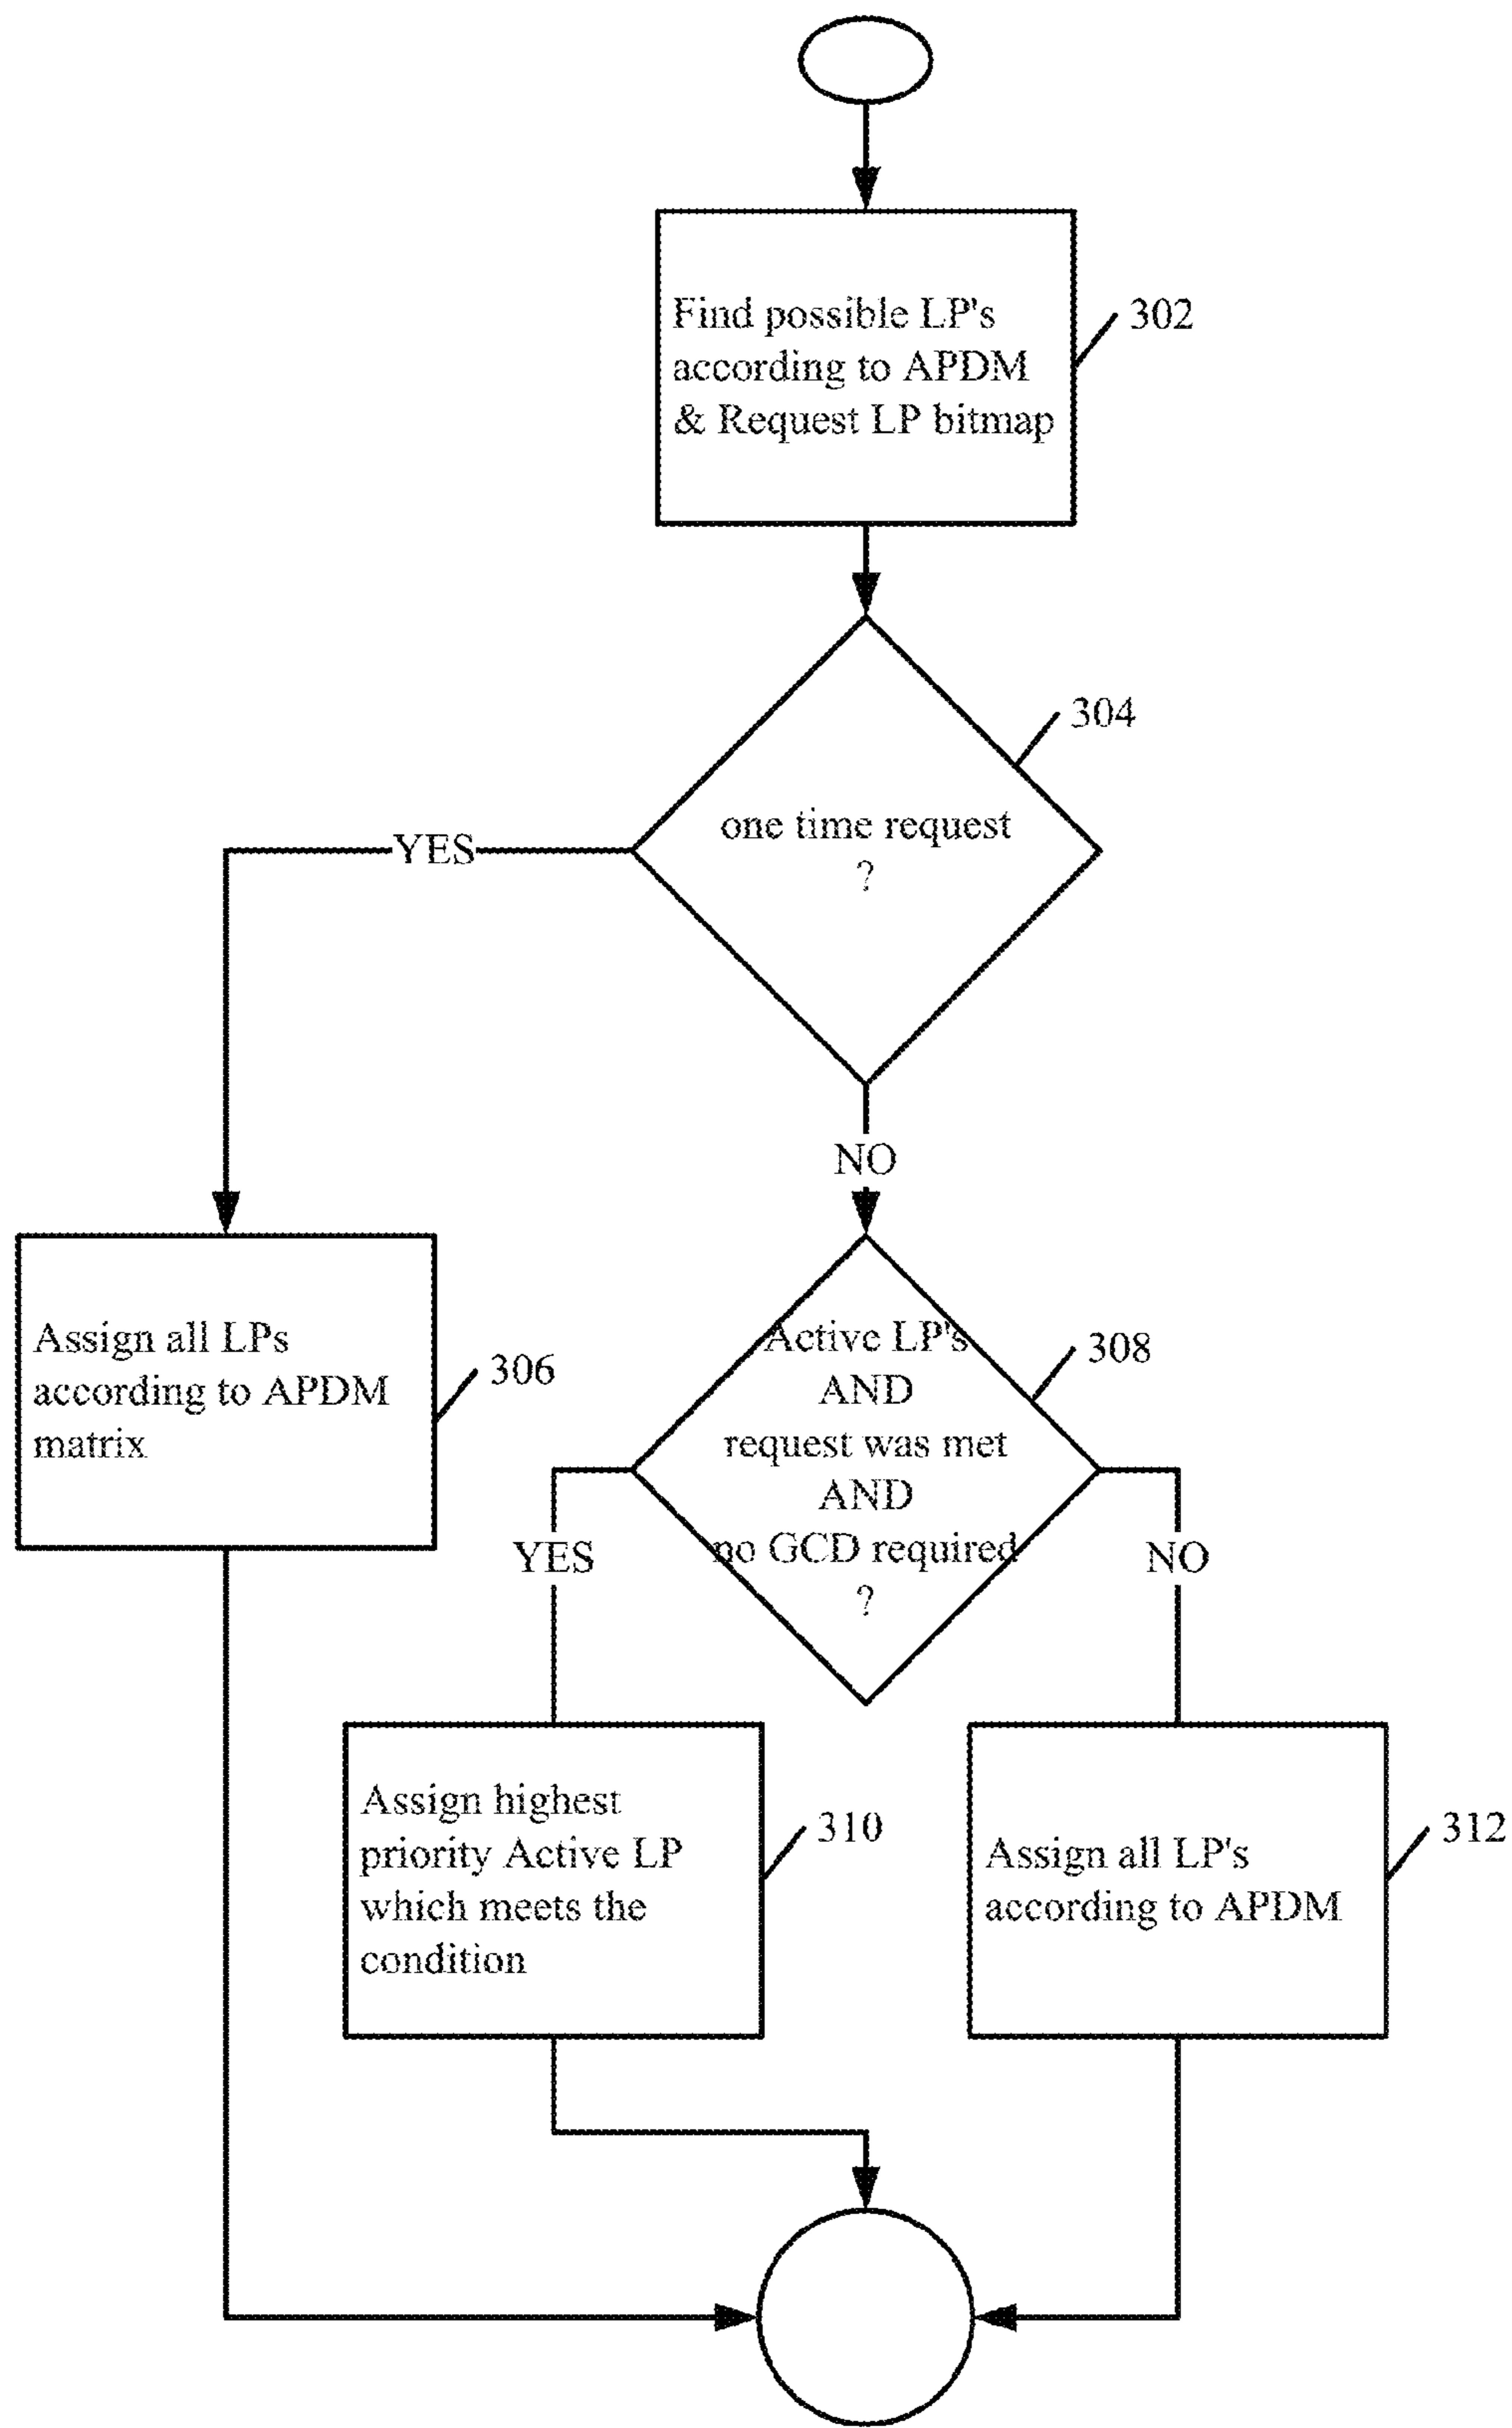 Find possible LP's
according to APDM
& Request LP bitmap
302
304
one time request
?
YES
NO
Assign all LPs
according to APDM
matrix
306
Active LP's
AND
request was met
AND
no GCD required
?
308
YES
NO
Assign highest
priority Active LP
which meets the
condition
310
Assign all LP's
according to APDM
312